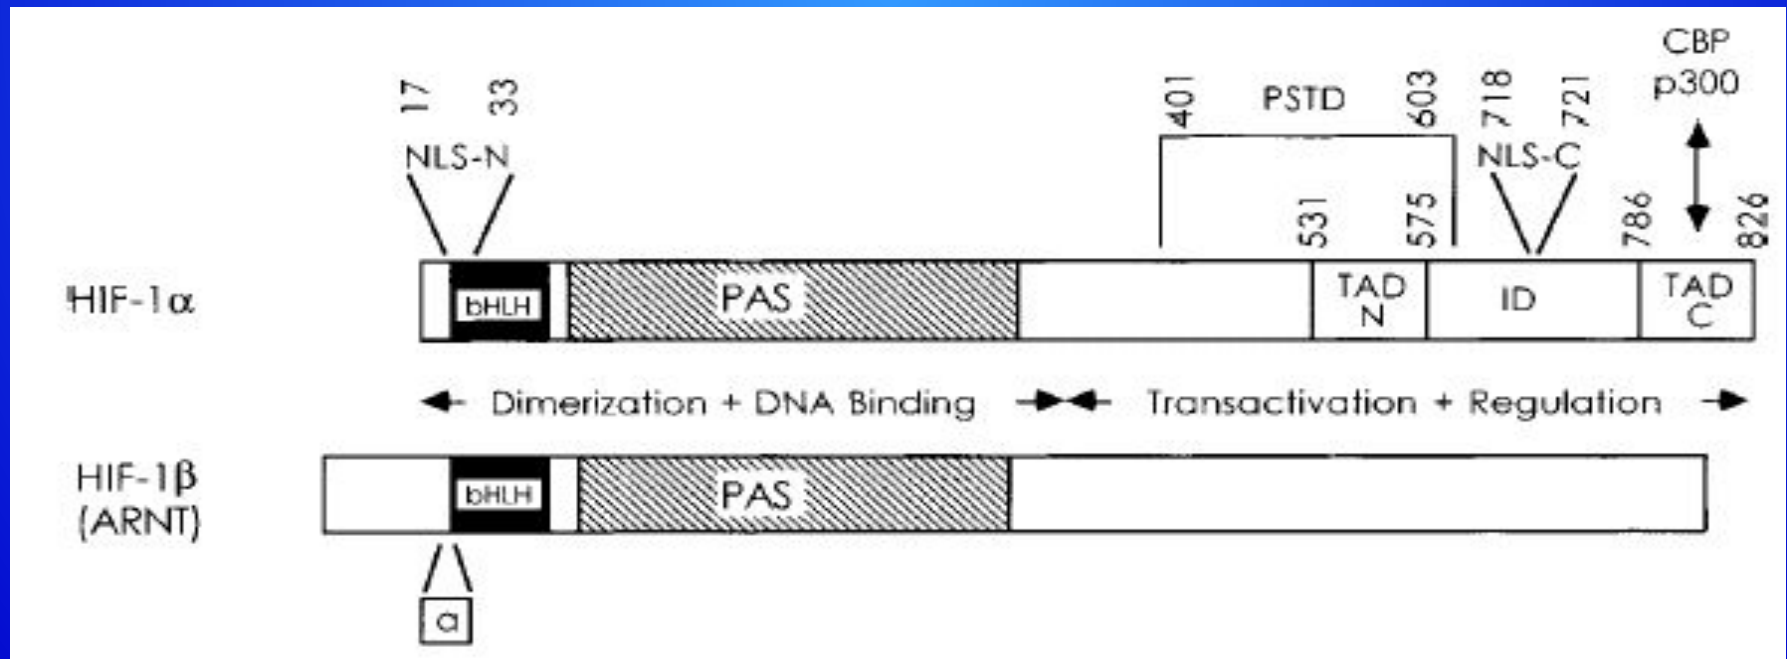 CBP
p300
17
33
401
PSTD
603
718
721
NLS-N
NLS-C
531
575
786
826
HIF-1α
bHLH
PAS
TAD
N
ID
TAD
C
Dimerization + DNA Binding
Transactivation + Regulation
HIF-1β
(ARNT)
bHLH
PAS
a